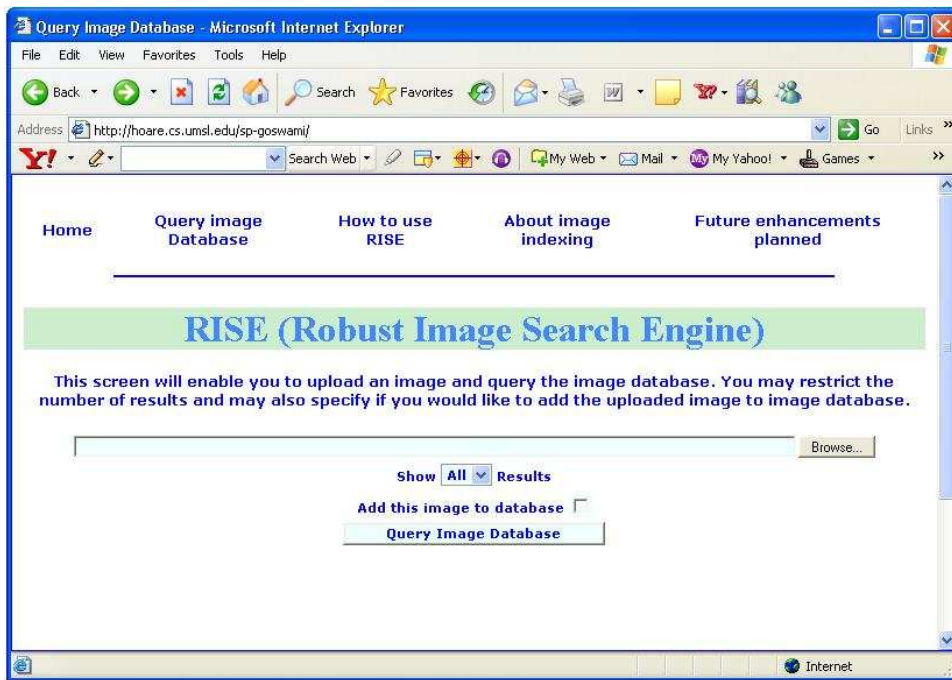 Query Image Database - Microsoft Internet Explorer
File Edit View Favorites Tools Help
Back Search Favorites
Address http://hoare.cs.umsl.edu/sp-goswami/ Go Links »
Y! Search Web My Web Mail My Yahoo! Games »
Home Query image Database How to use RISE About image indexing Future enhancements planned
RISE (Robust Image Search Engine)
This screen will enable you to upload an image and query the image database. You may restrict the
number of results and may also specify if you would like to add the uploaded image to image database.
Browse...
Show All Results
Add this image to database
Query Image Database
Internet